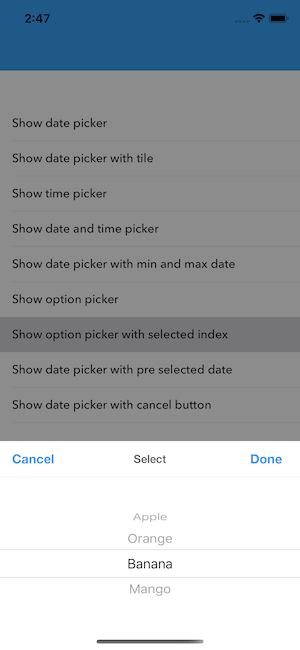 2:47
Show date picker
Show date picker with tile
Show time picker
Show date and time picker
Show date picker with min and max date
Show option picker
Show option picker with selected index
Show date picker with pre selected date
Show date picker with cancel button
Cancel Select Done
Apple
Orange
Banana
Mango